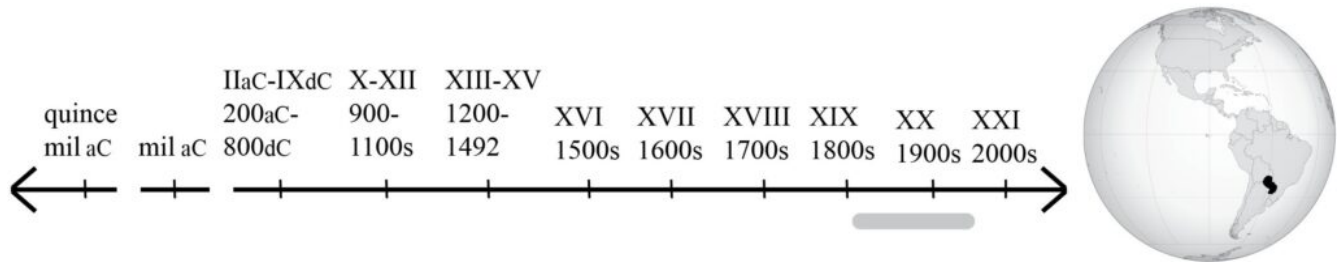 IIaC-IXdC X-XII XIII-XV
quince 200aC- 900- 1200- XVI XVII XVIII XIX XX XXI
mil aC mil aC 800dC 1100s 1492 1500s 1600s 1700s 1800s 1900s 2000s